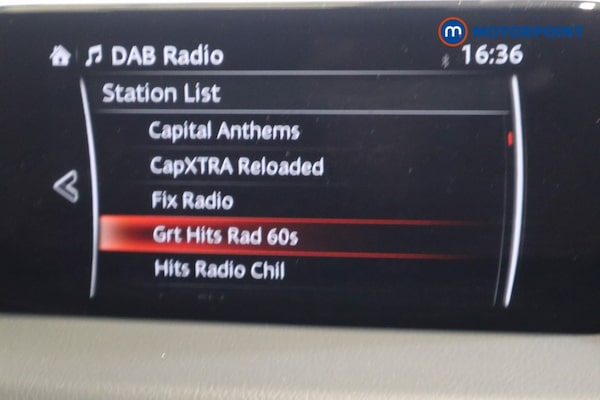 m MOTORPOINT
DAB Radio 16:36
Station List
Capital Anthems
CapXTRA Reloaded
Fix Radio
Grt Hits Rad 60s
Hits Radio Chil